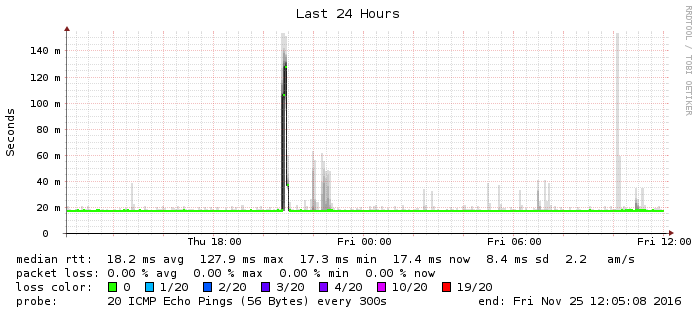 Last 24 Hours
RRDTOOL / TOBI OETIKER
Seconds
140 m
120 m
100 m
80 m
60 m
40 m
20 m
0
Thu 18:00 Fri 00:00 Fri 06:00 Fri 12:00
median rtt: 18.2 ms avg 127.9 ms max 17.3 ms min 17.4 ms now 8.4 ms sd 2.2 am/s
packet loss: 0.00 % avg 0.00 % max 0.00 % min 0.00 % now
loss color: 0 1/20 2/20 3/20 4/20 10/20 19/20
probe: 20 ICMP Echo Pings (56 Bytes) every 300s end: Fri Nov 25 12:05:08 2016